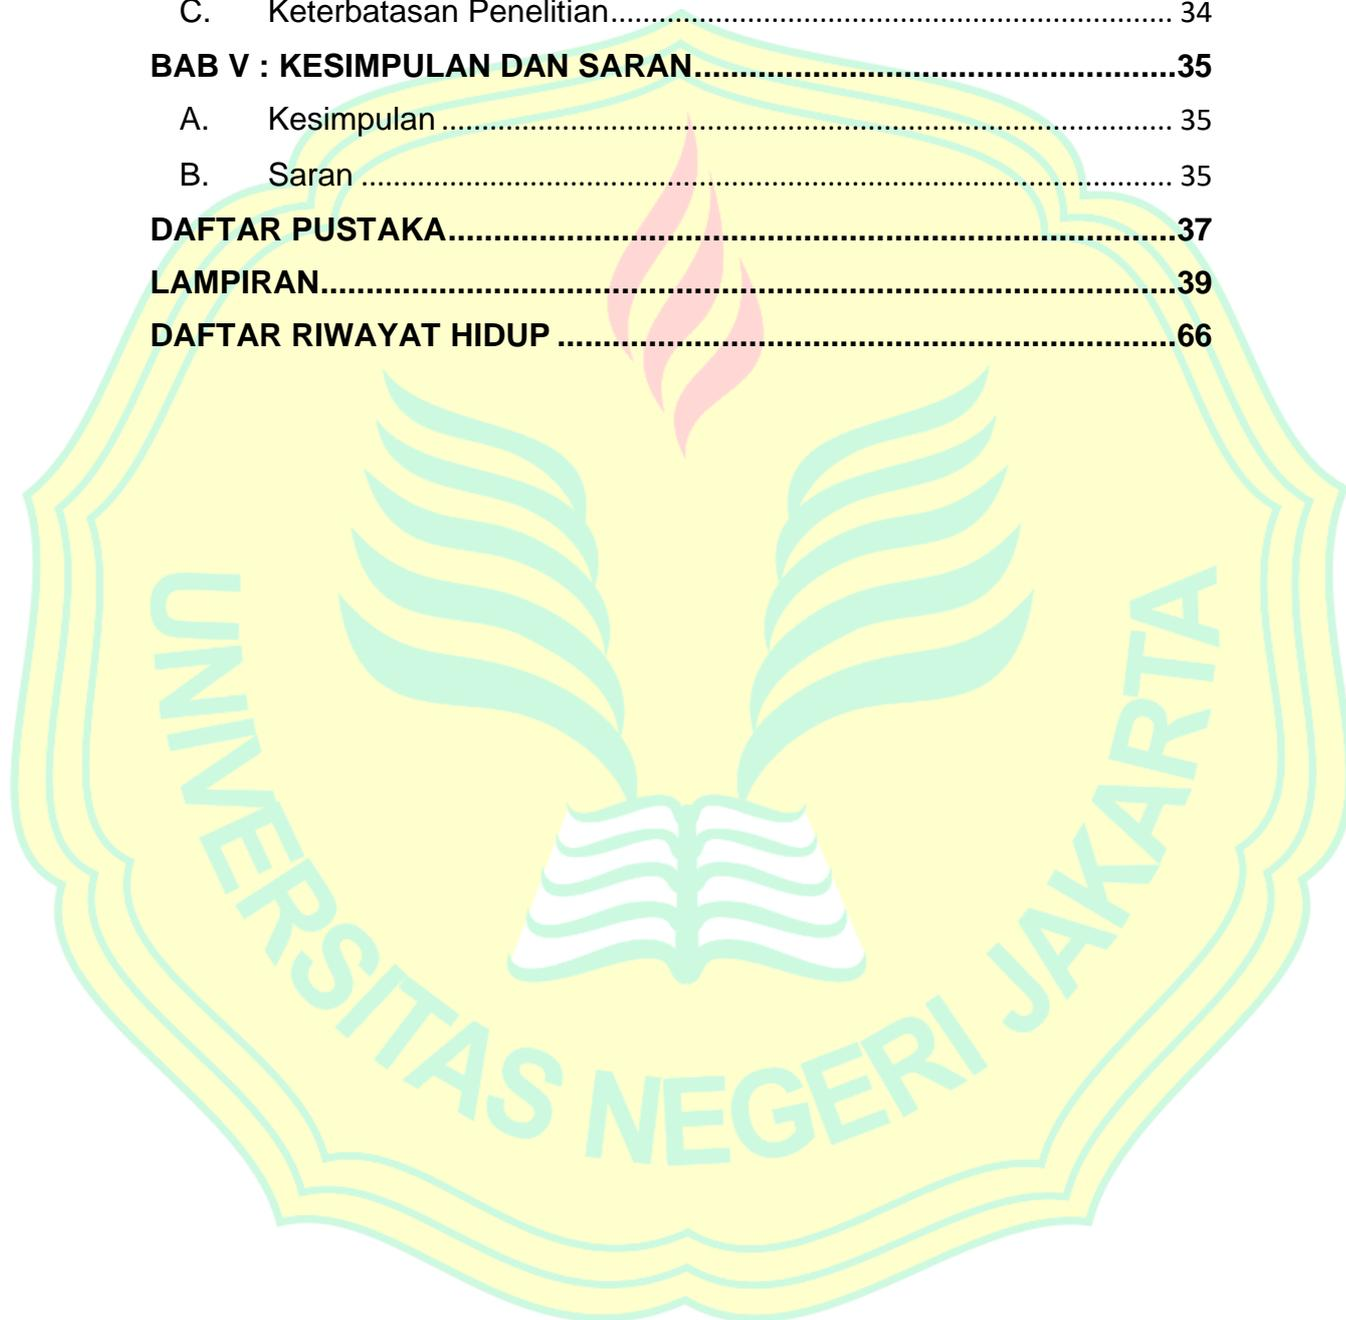 C. Keterbatasan Penelitian........................................................................ 34
BAB V : KESIMPULAN DAN SARAN.....................................................35
A. Kesimpulan ............................................................................................. 35
B. Saran ....................................................................................................... 35
DAFTAR PUSTAKA................................................................................37
LAMPIRAN..............................................................................................39
DAFTAR RIWAYAT HIDUP ....................................................................66
UNIVERSITAS NEGERI JAKARTA